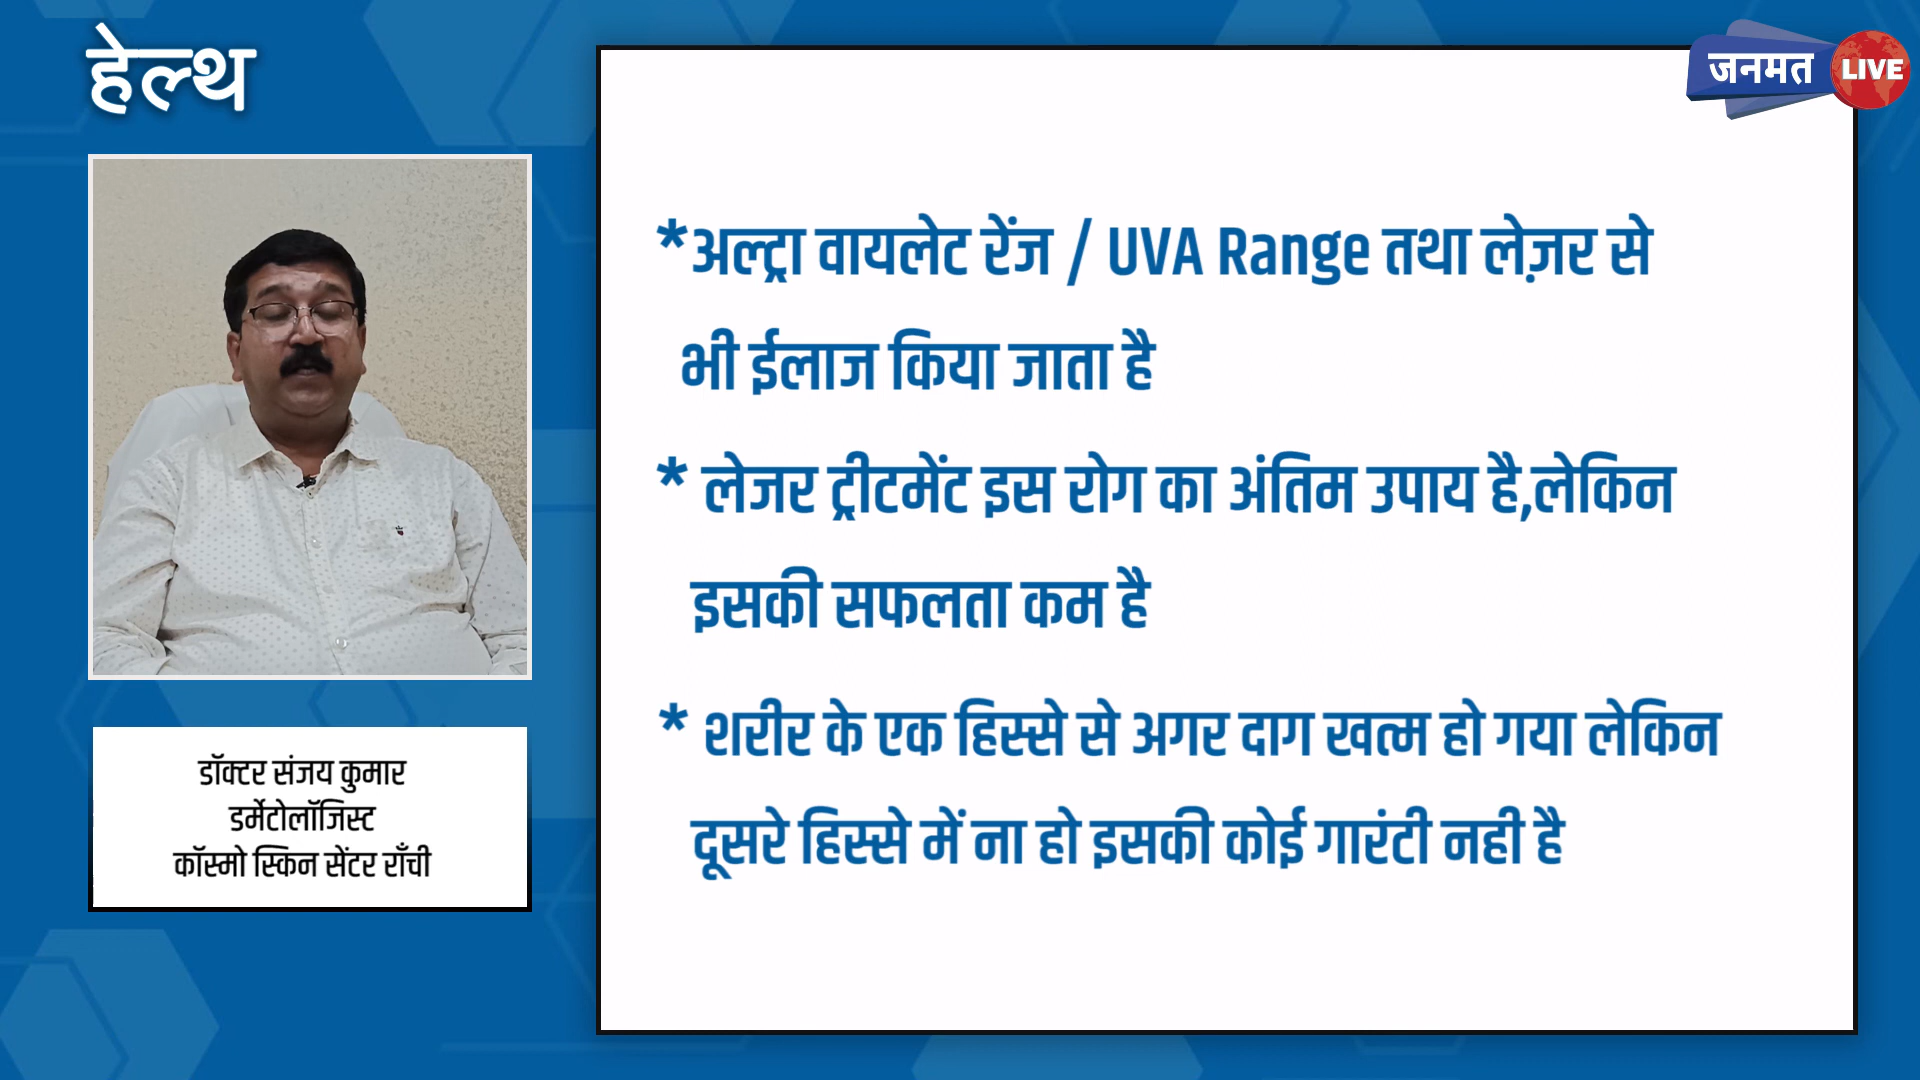 हेल्थ
जनमत LIVE
*अल्ट्रा वायलेट रेंज / UVA Range तथा लेज़र से
भी ईलाज किया जाता है
* लेजर ट्रीटमेंट इस रोग का अंतिम उपाय है,लेकिन
इसकी सफलता कम है
* शरीर के एक हिस्से से अगर दाग खत्म हो गया लेकिन
दूसरे हिस्से में ना हो इसकी कोई गारंटी नही है
डॉक्टर संजय कुमार
डर्मेटोलॉजिस्ट
कॉस्मो स्किन सेंटर राँची